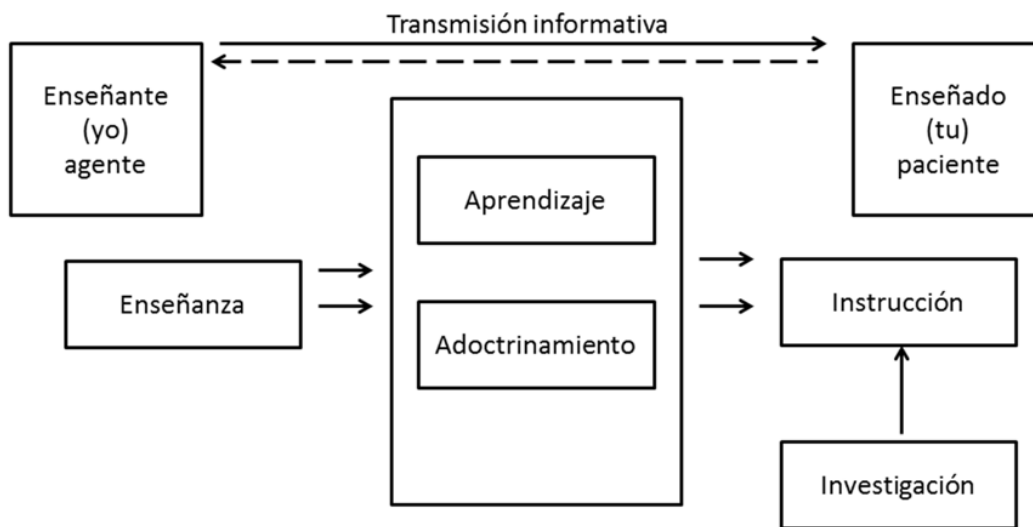 Transmisión informativa
Enseñante
(yo)
agente
Enseñado
(tu)
paciente
Aprendizaje
Enseñanza
Instrucción
Adoctrinamiento
Investigación